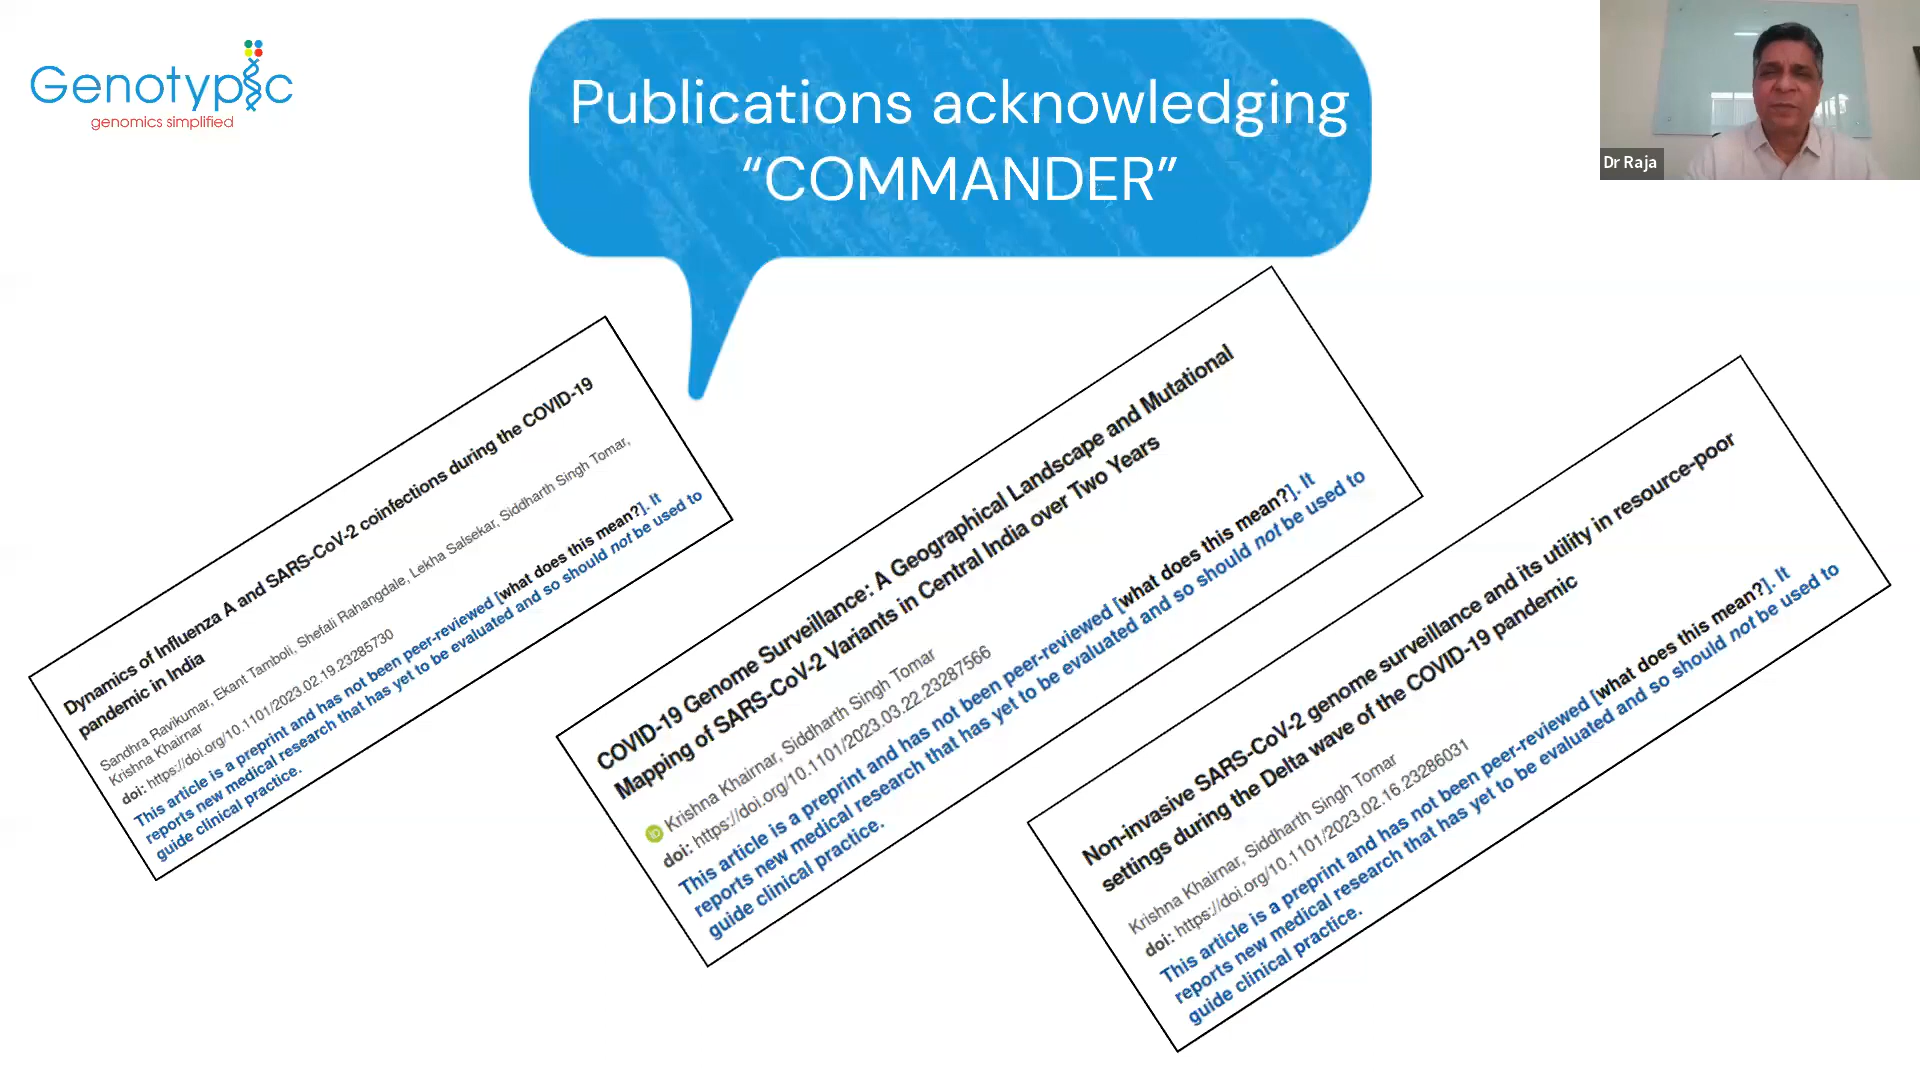 Genotypic
genomics simplified
Publications acknowledging
“COMMANDER”
Dr Raja
Dynamics of Influenza A and SARS-CoV-2 coinfections during the COVID-19
pandemic in India
Sandhra Ravikumar, Ekant Tamboli, Shefali Rahangdale, Lekha Salsekar, Siddharth Singh Tomar,
Krishna Khairnar
doi: https://doi.org/10.1101/2023.02.19.23285730
This article is a preprint and has not been peer-reviewed [what does this mean?]. It
reports new medical research that has yet to be evaluated and so should not be used to
guide clinical practice.
COVID-19 Genome Surveillance: A Geographical Landscape and Mutational
Mapping of SARS-CoV-2 Variants in Central India over Two Years
iD Krishna Khairnar, Siddharth Singh Tomar
doi: https://doi.org/10.1101/2023.03.22.23287566
This article is a preprint and has not been peer-reviewed [what does this mean?]. It
reports new medical research that has yet to be evaluated and so should not be used to
guide clinical practice.
Non-invasive SARS-CoV-2 genome surveillance and its utility in resource-poor
settings during the Delta wave of the COVID-19 pandemic
Krishna Khairnar, Siddharth Singh Tomar
doi: https://doi.org/10.1101/2023.02.16.23286031
This article is a preprint and has not been peer-reviewed [what does this mean?]. It
reports new medical research that has yet to be evaluated and so should not be used to
guide clinical practice.